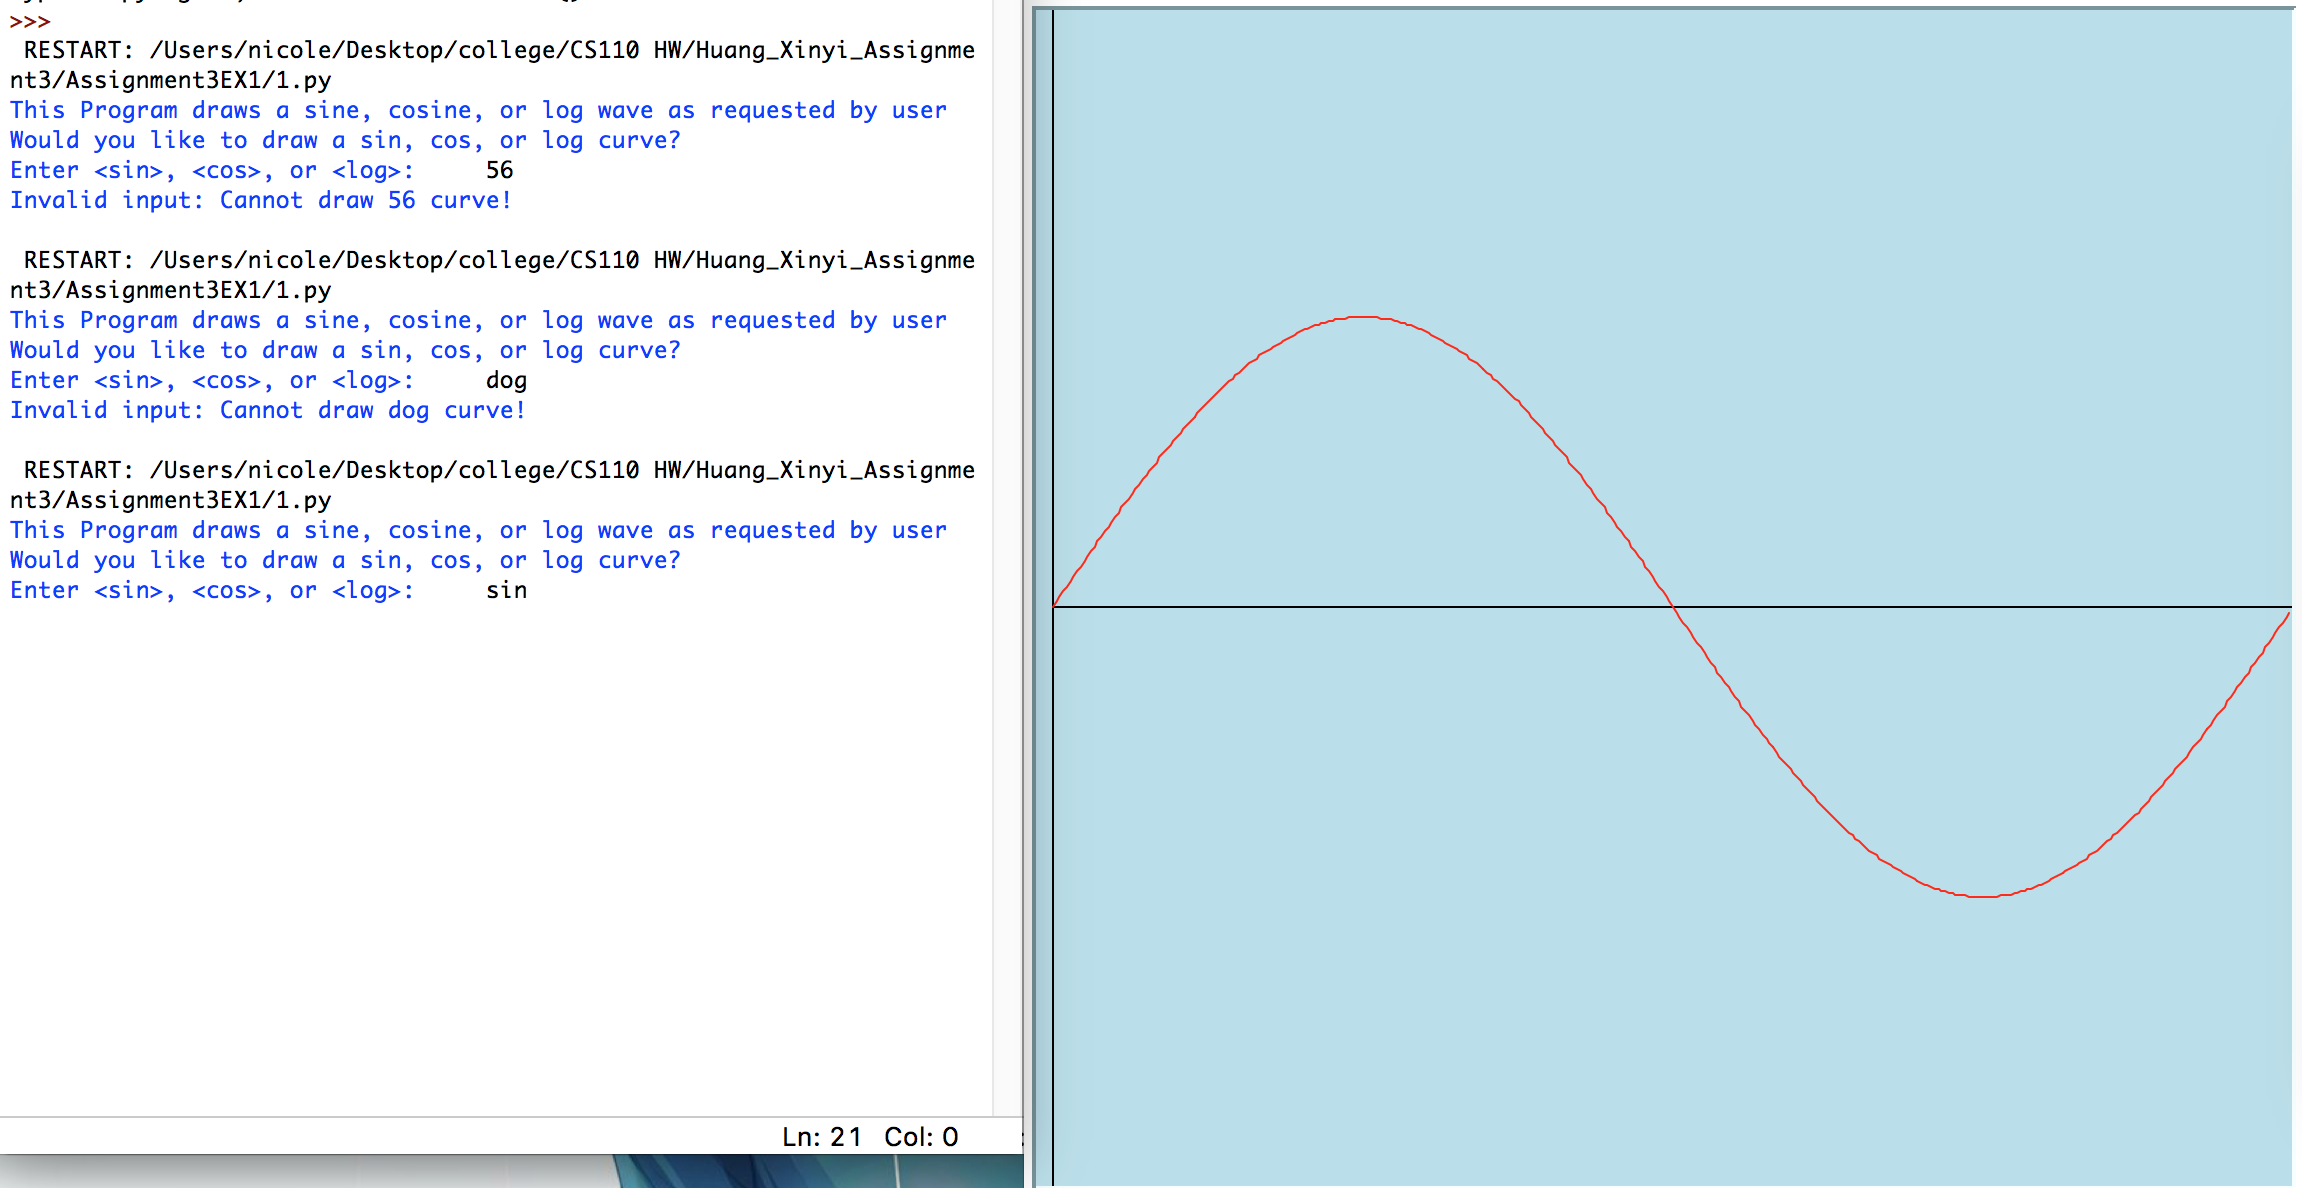 >>>
 RESTART: /Users/nicole/Desktop/college/CS110 HW/Huang_Xinyi_Assignme
nt3/Assignment3EX1/1.py
This Program draws a sine, cosine, or log wave as requested by user
Would you like to draw a sin, cos, or log curve?
Enter <sin>, <cos>, or <log>:     56
Invalid input: Cannot draw 56 curve!
 RESTART: /Users/nicole/Desktop/college/CS110 HW/Huang_Xinyi_Assignme
nt3/Assignment3EX1/1.py
This Program draws a sine, cosine, or log wave as requested by user
Would you like to draw a sin, cos, or log curve?
Enter <sin>, <cos>, or <log>:     dog
Invalid input: Cannot draw dog curve!
 RESTART: /Users/nicole/Desktop/college/CS110 HW/Huang_Xinyi_Assignme
nt3/Assignment3EX1/1.py
This Program draws a sine, cosine, or log wave as requested by user
Would you like to draw a sin, cos, or log curve?
Enter <sin>, <cos>, or <log>:     sin
Ln: 21 Col: 0